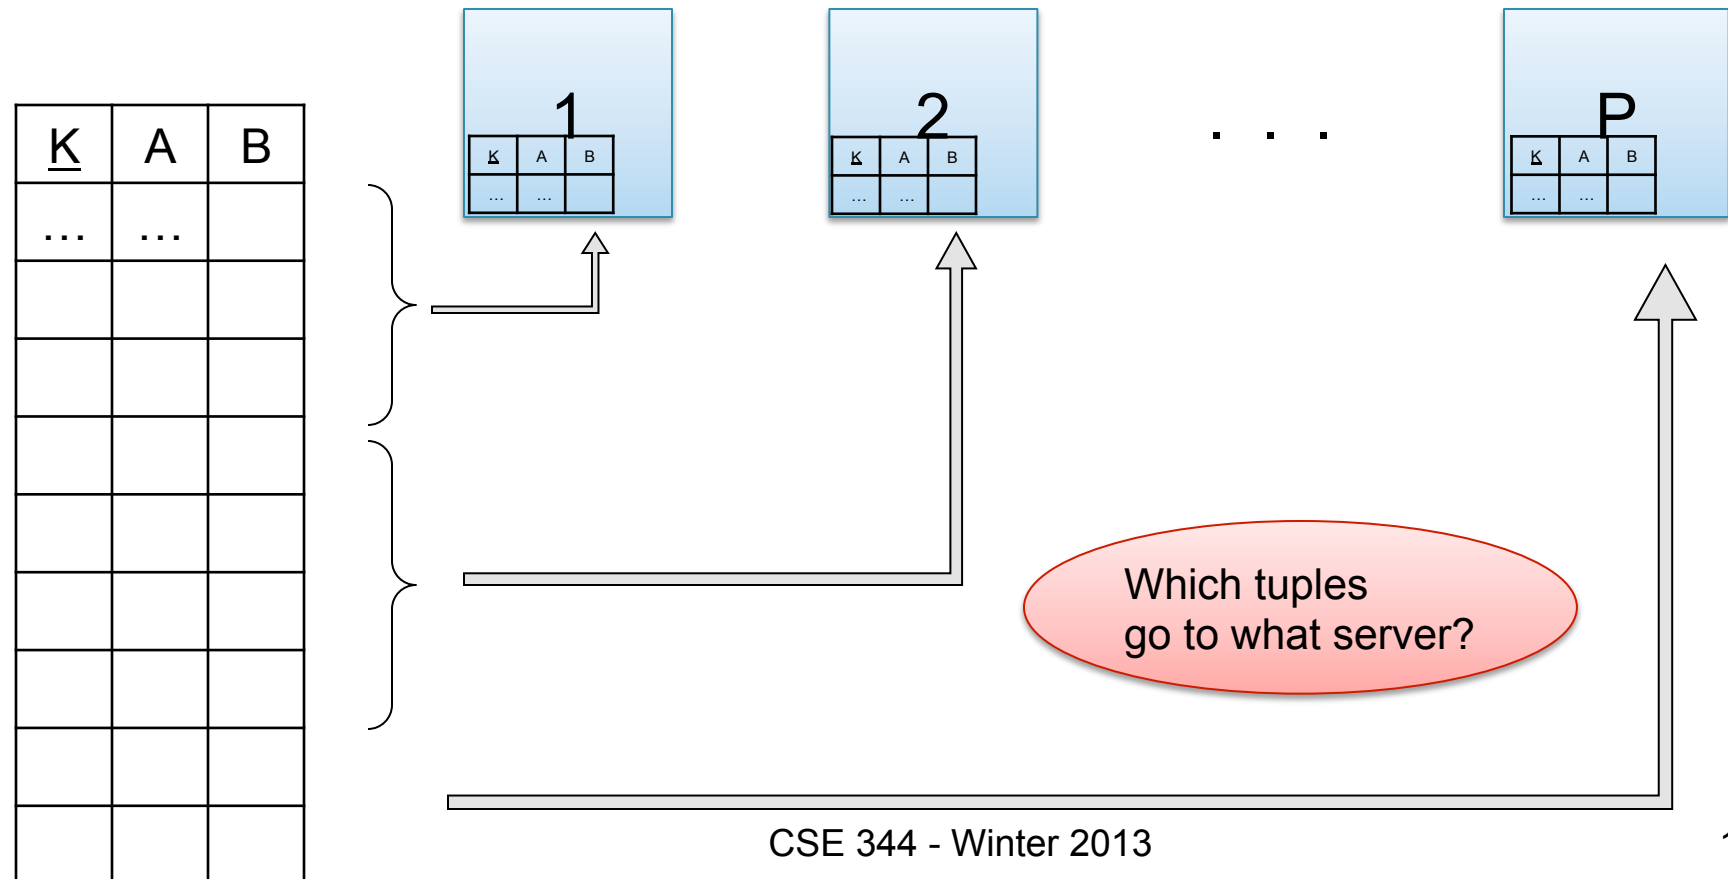 1
2
. . .
P
K A B
… …
K A B
… …
K A B
… …
K A B
… …
Which tuples
go to what server?
CSE 344 - Winter 2013